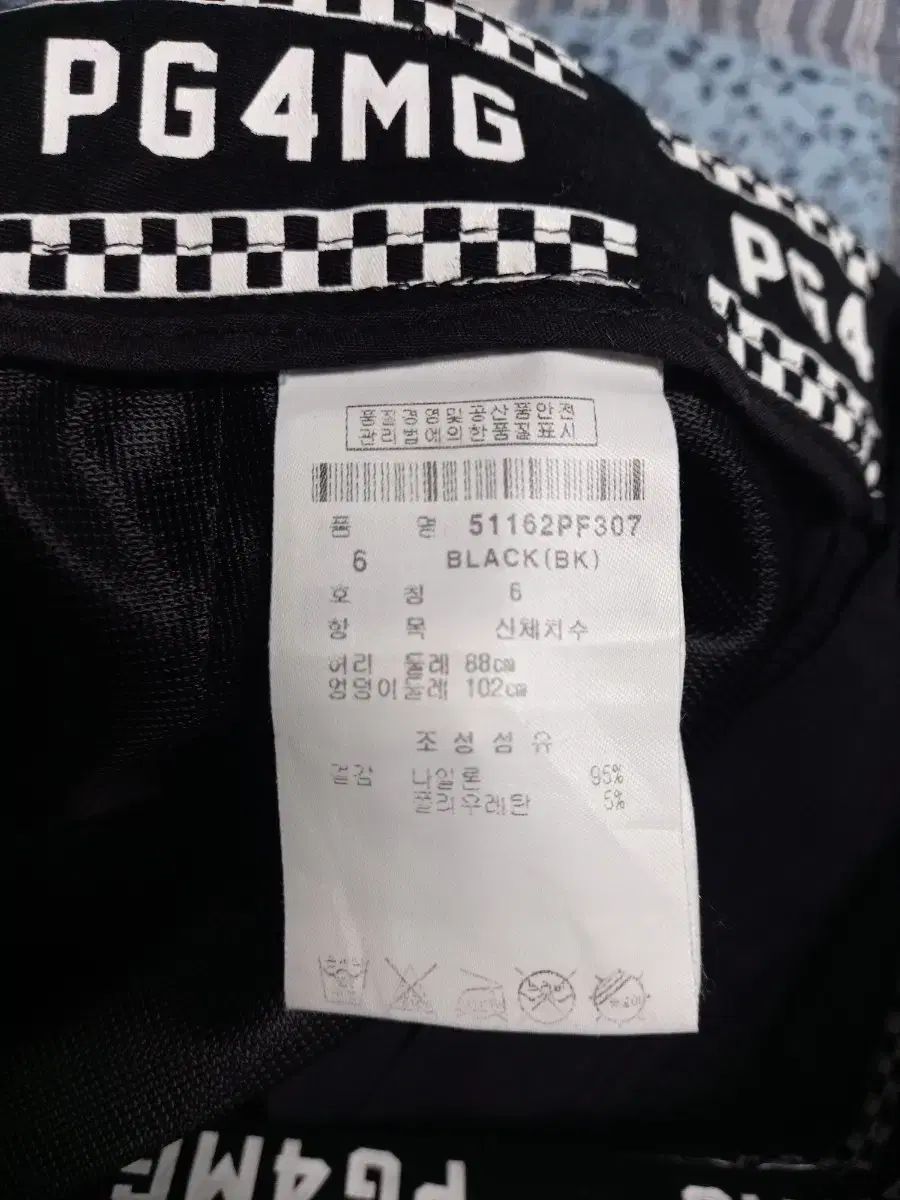 PG4MG
PG4
품질경영및공산품안전
관리법에의한품질표시
품 명 51162PF307
6 BLACK(BK)
호 칭 6
항 목 신체치수
허리 둘레 88cm
엉덩이둘레 102cm
조성섬유
겉감 나일론 95%
폴리우레탄 5%
PG4MG